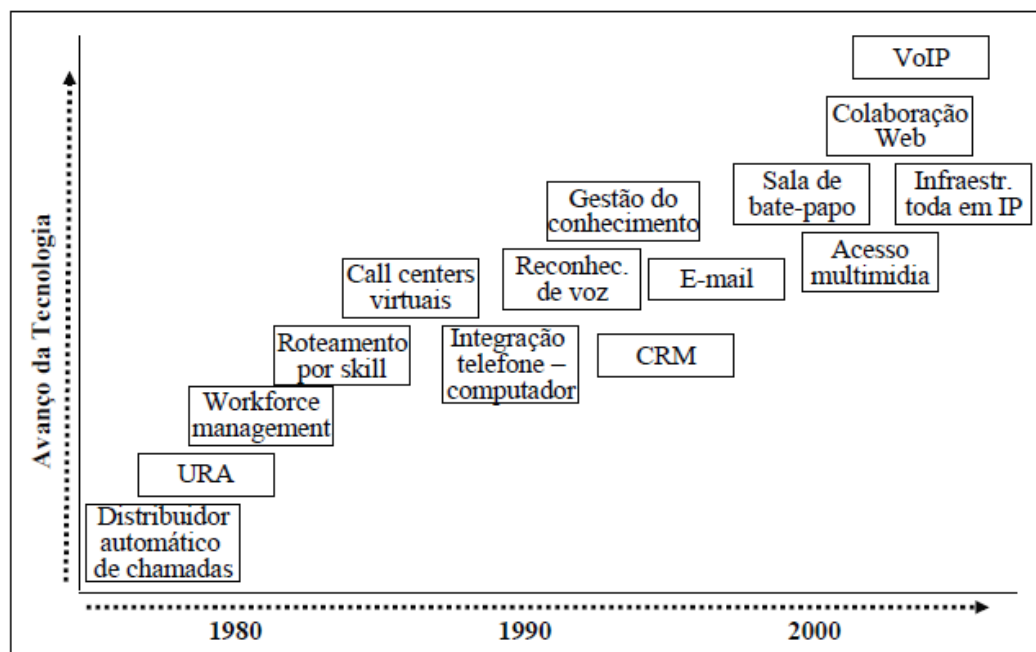 VoIP
Colaboração
Web
Sala de
bate-papo
Infraestr.
toda em IP
Gestão do
conhecimento
Acesso
multimidia
Call centers
virtuais
Reconhec.
de voz
E-mail
Roteamento
por skill
Integração
telefone –
computador
CRM
Workforce
management
URA
Distribuidor
automático
de chamadas
Avanço da Tecnologia
1980
1990
2000